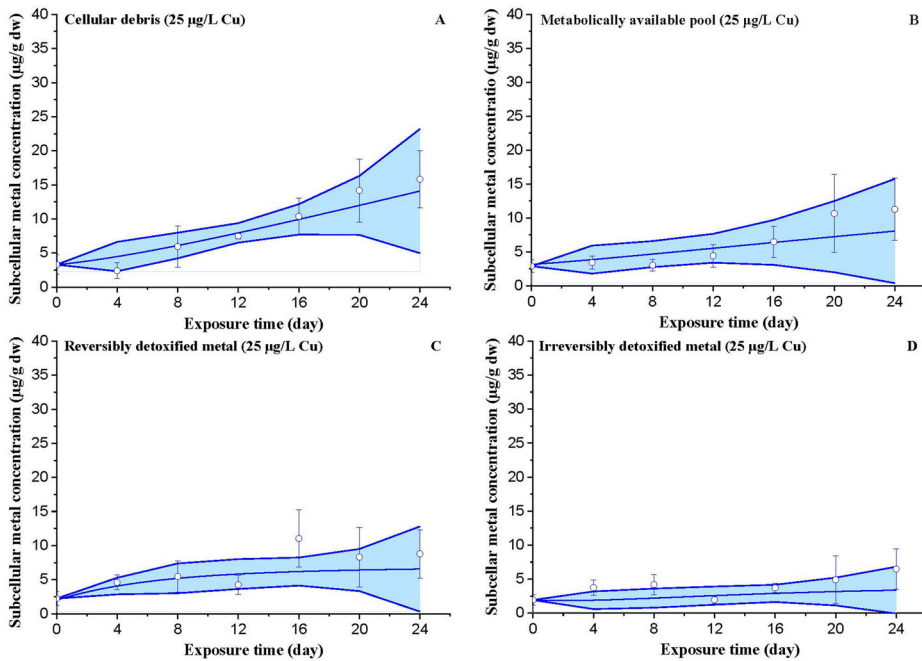 Cellular debris (25 µg/L Cu)
A
Subcellular metal concentration (µg/g dw)
40
35
30
25
20
15
10
5
0
0 4 8 12 16 20 24
Exposure time (day)
Metabolically available pool (25 µg/L Cu)
B
Subcellular metal concentratio (µg/g dw)
40
35
30
25
20
15
10
5
0
0 4 8 12 16 20 24
Exposure time (day)
Reversibly detoxified metal (25 µg/L Cu)
C
Subcellular metal concentration (µg/g dw)
40
35
30
25
20
15
10
5
0
0 4 8 12 16 20 24
Exposure time (day)
Irreversibly detoxified metal (25 µg/L Cu)
D
Subcellar metal concentration (µg/g dw)
40
35
30
25
20
15
10
5
0
0 4 8 12 16 20 24
Exposure time (day)